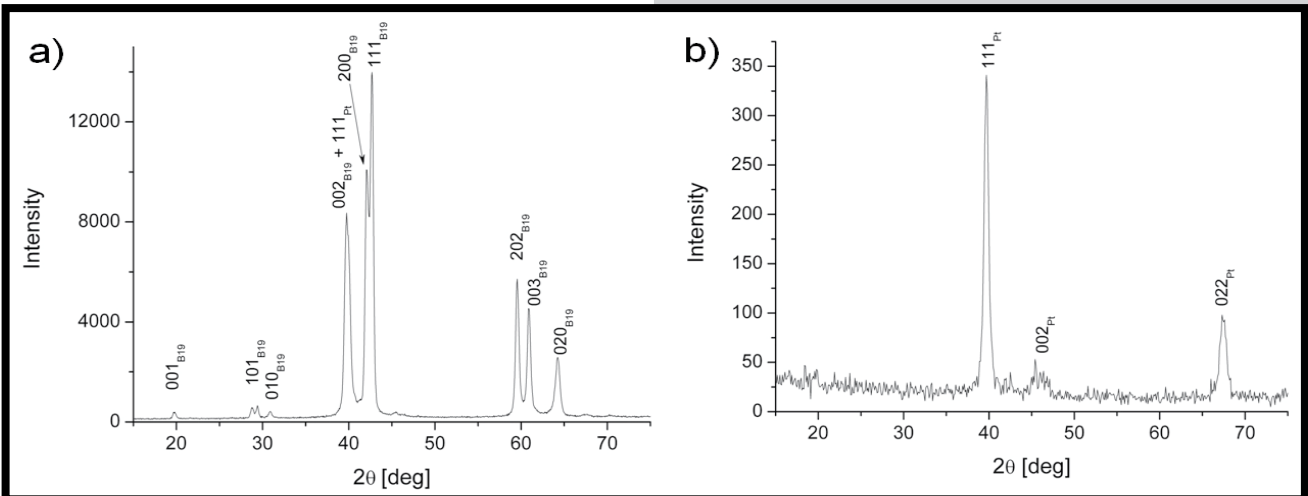 a)
Intensity
12000
8000
4000
0
20
30
40
50
60
70
2θ [deg]
001B19
101B19
010B19
002B19 + 111Pt
200B19
111B19
202B19
003B19
020B19
b)
Intensity
350
300
250
200
150
100
50
0
20
30
40
50
60
70
2θ [deg]
111Pt
002Pt
022Pt